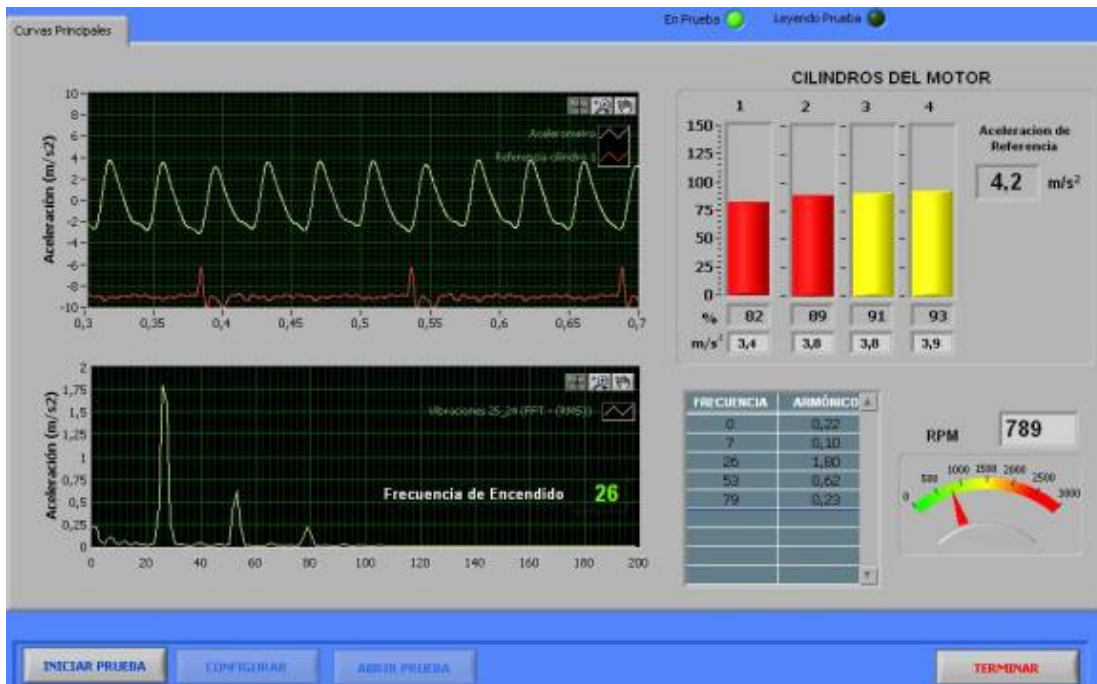 En Prueba
Leyendo Prueba
Curvas Principales
Acelerometro
Referencia cilindro 1
Aceleración (m/s2)
10
8
6
4
2
0
-2
-4
-6
-8
-10
0,3 0,35 0,4 0,45 0,5 0,55 0,6 0,65 0,7
CILINDROS DEL MOTOR
1 2 3 4
150
125
100
75
50
25
0
% 82 89 91 93
m/s² 3,4 3,8 3,8 3,9
Aceleracion de
Referencia
4,2 m/s²
Aceleración (m/s2)
2
1,75
1,5
1,25
1
0,75
0,5
0,25
0
0 20 40 60 80 100 120 140 160 180 200
Frecuencia de Encendido 26
FRECUENCIA ARMÓNICO
0 0,22
7 0,10
26 1,80
53 0,62
79 0,23
RPM 789
0 500 1000 1500 2000 2500 3000
INICIAR PRUEBA
CONFIGURAR
ABRIR PRUEBA
TERMINAR